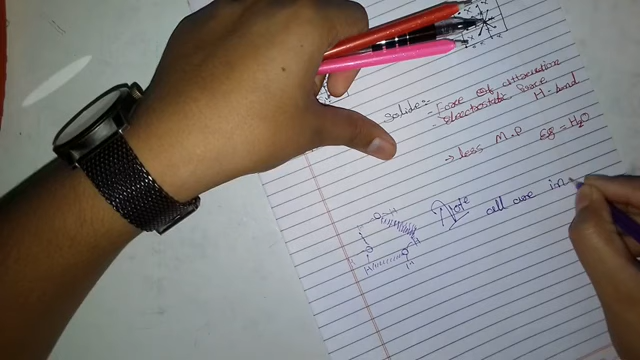 Solids:- - Force of attraction
- Electrostatic force
H-bond
→ less M.P Eg = H₂O
Note all are in